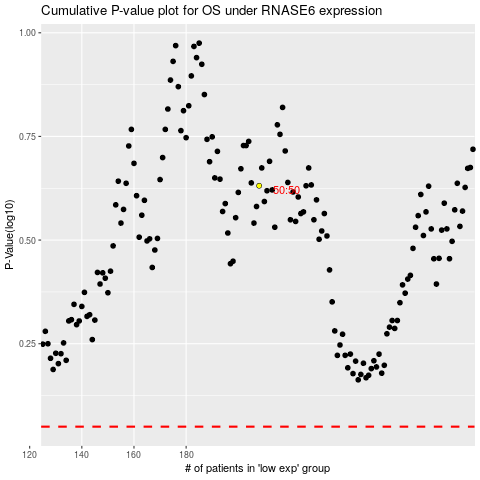 Cumulative P-value plot for OS under RNASE6 expression
P-Value(log10)
1.00
0.75
0.50
0.25
50:50
120 140 160 180
# of patients in 'low exp' group